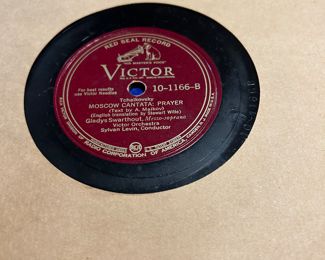 RED SEAL RECORD
"HIS MASTER'S VOICE"
VICTOR
For best results
use Victor Needles
10-1166-B
Tchaikovsky
MOSCOW CANTATA: PRAYER
(Text by A. Maikov)
(English translation by Stewart Wille)
Gladys Swarthout, Mezzo-soprano
Victor Orchestra
Sylvan Levin, Conductor
RCA
RADIO CORPORATION OF AMERICA, CAMDEN, N.J.